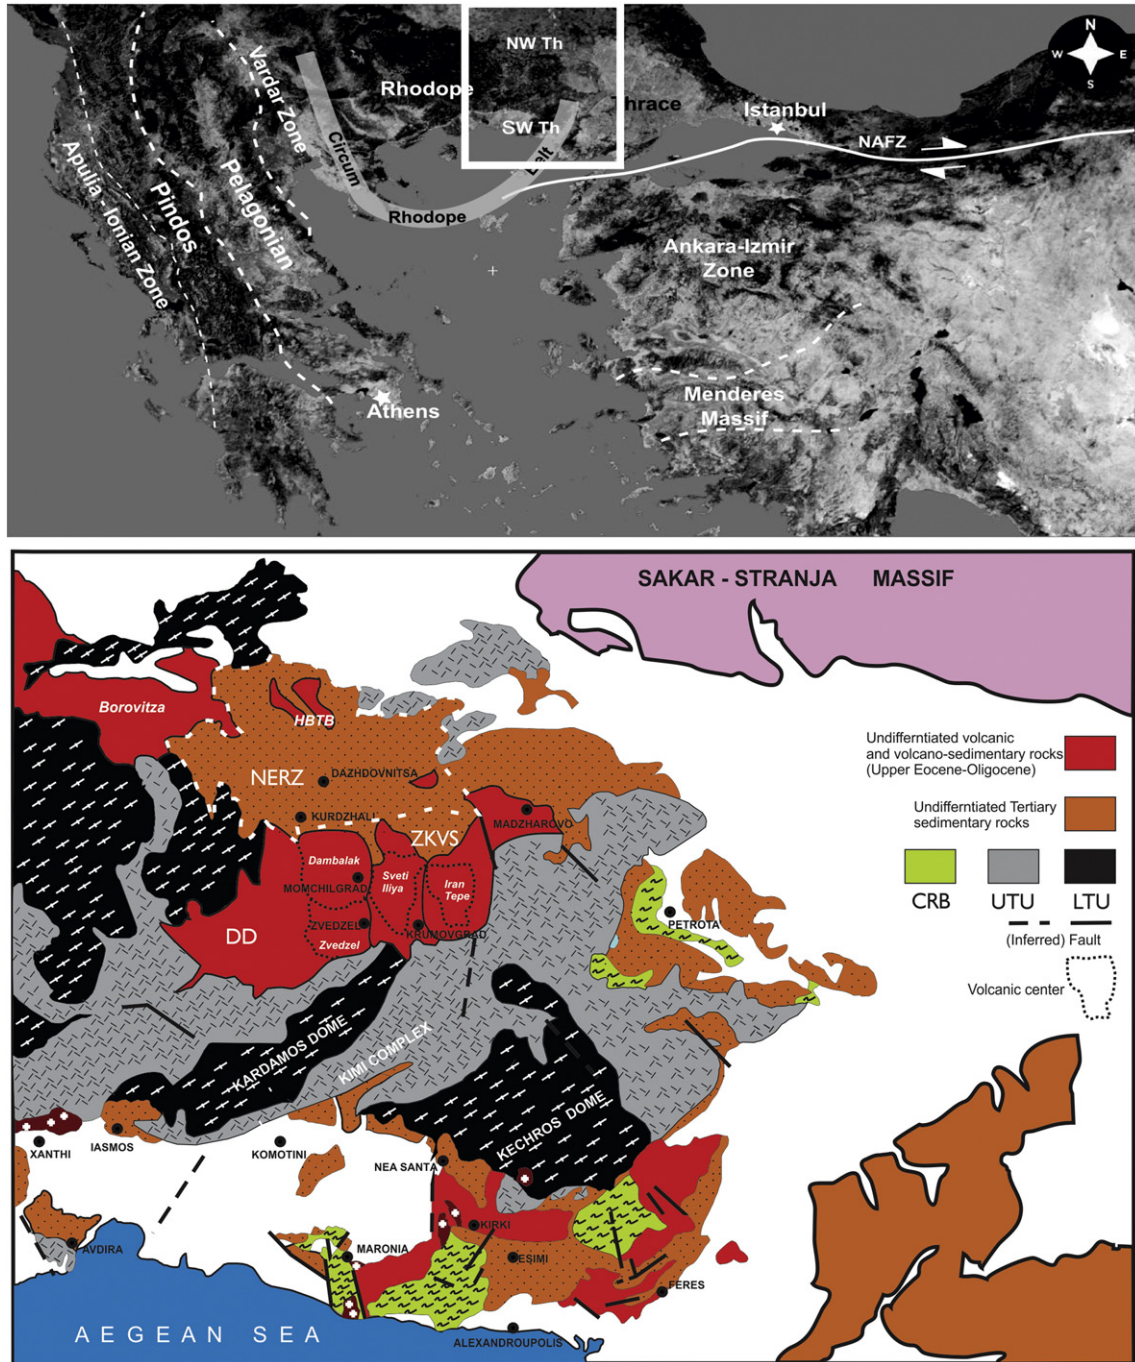 N
W
E
S
NW Th
Vardar Zone
Rhodope
Thrace
Istanbul
SW Th
NAFZ
Circum
Belt
Apulia - Ionian Zone
Pindos
Pelagonian
Rhodope
Ankara-Izmir
Zone
Menderes
Massif
Athens
SAKAR - STRANJA MASSIF
Borovitza
HBTB
Undifferntiated volcanic
and volcano-sedimentary rocks
(Upper Eocene-Oligocene)
NERZ
DAZHDOVNITSA
Undifferntiated Tertiary
sedimentary rocks
KURDZHALI
MADZHAROVO
ZKVS
Dambalak
Sveti
Iliya
Iran
Tepe
MOMCHILGRAD
CRB
UTU
LTU
ZVEDZEL
KRUMOVGRAD
PETROTA
DD
Zvedzel
(Inferred) Fault
Volcanic center
KARDAMOS DOME
KIMI COMPLEX
KECHROS DOME
XANTHI
IASMOS
KOMOTINI
NEA SANTA
KIRKI
AVDIRA
MARONIA
ESIMI
FERES
AEGEAN SEA
ALEXANDROUPOLIS